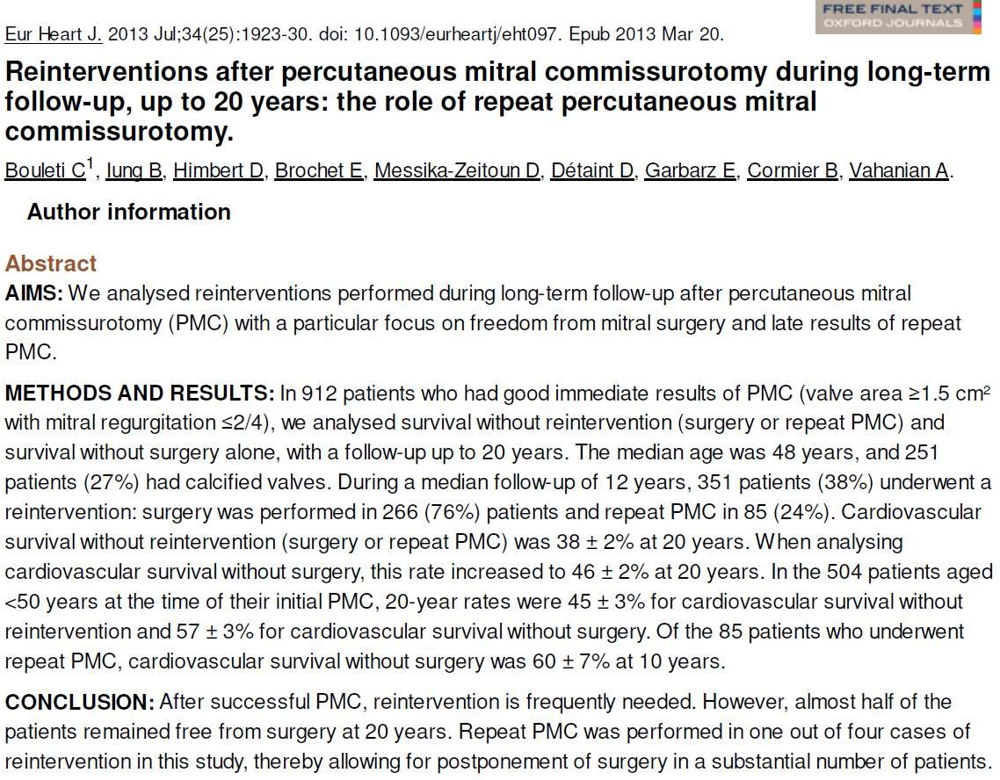 FREE FINAL TEXT
OXFORD JOURNALS
Eur Heart J. 2013 Jul;34(25):1923-30. doi: 10.1093/eurheartj/eht097. Epub 2013 Mar 20.
Reinterventions after percutaneous mitral commissurotomy during long-term
follow-up, up to 20 years: the role of repeat percutaneous mitral
commissurotomy.
Bouleti C1, Iung B, Himbert D, Brochet E, Messika-Zeitoun D, Détaint D, Garbarz E, Cormier B, Vahanian A.
Author information
Abstract
AIMS: We analysed reinterventions performed during long-term follow-up after percutaneous mitral
commissurotomy (PMC) with a particular focus on freedom from mitral surgery and late results of repeat
PMC.
METHODS AND RESULTS: In 912 patients who had good immediate results of PMC (valve area ≥1.5 cm²
with mitral regurgitation ≤2/4), we analysed survival without reintervention (surgery or repeat PMC) and
survival without surgery alone, with a follow-up up to 20 years. The median age was 48 years, and 251
patients (27%) had calcified valves. During a median follow-up of 12 years, 351 patients (38%) underwent a
reintervention: surgery was performed in 266 (76%) patients and repeat PMC in 85 (24%). Cardiovascular
survival without reintervention (surgery or repeat PMC) was 38 ± 2% at 20 years. When analysing
cardiovascular survival without surgery, this rate increased to 46 ± 2% at 20 years. In the 504 patients aged
<50 years at the time of their initial PMC, 20-year rates were 45 ± 3% for cardiovascular survival without
reintervention and 57 ± 3% for cardiovascular survival without surgery. Of the 85 patients who underwent
repeat PMC, cardiovascular survival without surgery was 60 ± 7% at 10 years.
CONCLUSION: After successful PMC, reintervention is frequently needed. However, almost half of the
patients remained free from surgery at 20 years. Repeat PMC was performed in one out of four cases of
reintervention in this study, thereby allowing for postponement of surgery in a substantial number of patients.